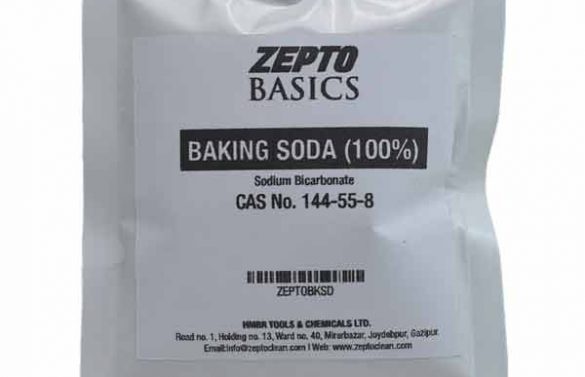 ZEPTO
BASICS
BAKING SODA (100%)
Sodium Bicarbonate
CAS No. 144-55-8
ZEPTOBKSD
HMBR TOOLS & CHEMICALS LTD.
Road no. 1, Holding no. 13, Ward no. 40, Mirarbazar, Joydebpur, Gazipur.
Email:info@zeptoclean.com I Web: www.zeptoclean.com